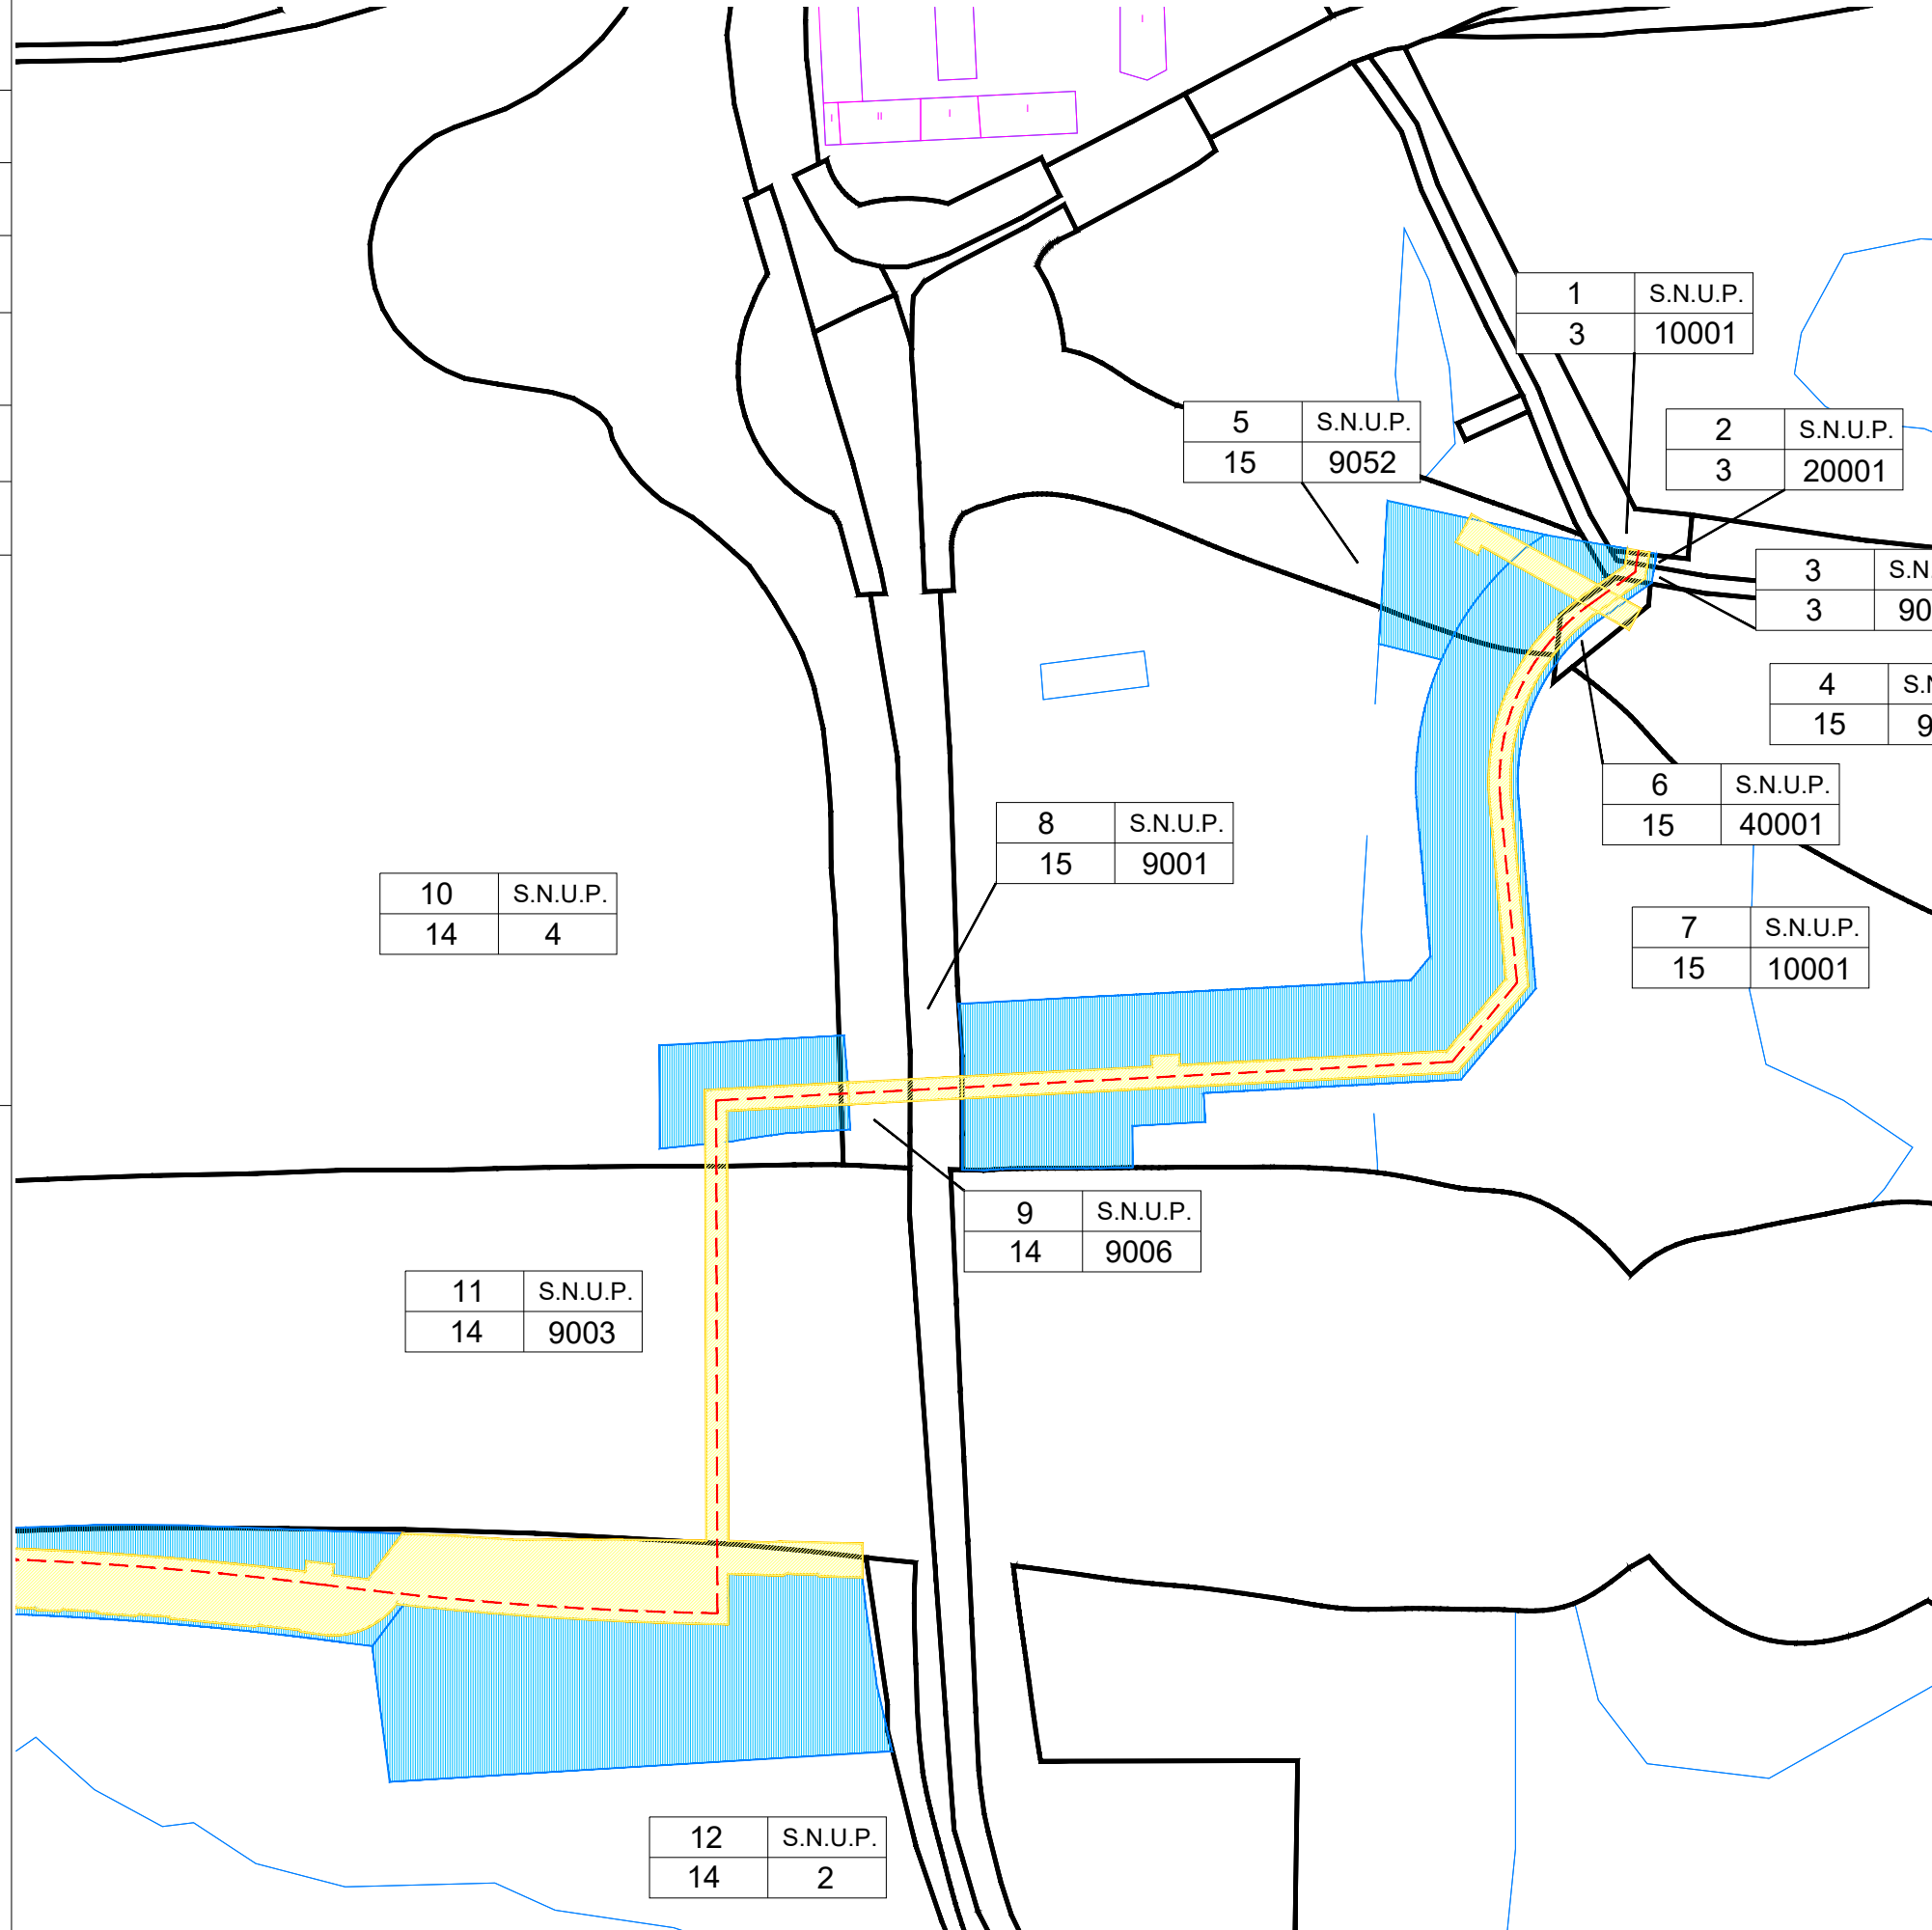 I
I
II
I
I
1 S.N.U.P.
3 10001
5 S.N.U.P.
15 9052
2 S.N.U.P.
3 20001
3 S.N
3 90
4 S.N
15 9
6 S.N.U.P.
15 40001
8 S.N.U.P.
15 9001
10 S.N.U.P.
14 4
7 S.N.U.P.
15 10001
9 S.N.U.P.
14 9006
11 S.N.U.P.
14 9003
12 S.N.U.P.
14 2